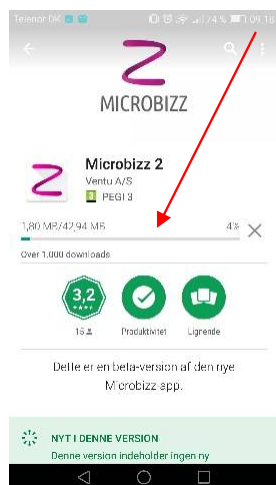 Telenor DK
74 % 09.18
MICROBIZZ
Microbizz 2
Ventu A/S
3 PEGI 3
1,80 MB/42,94 MB 4%
Over 1.000 downloads
3,2
15 Produktivitet Lignende
Dette er en beta-version af den nye
Microbizz-app.
NYT I DENNE VERSION
Denne version indeholder ingen ny